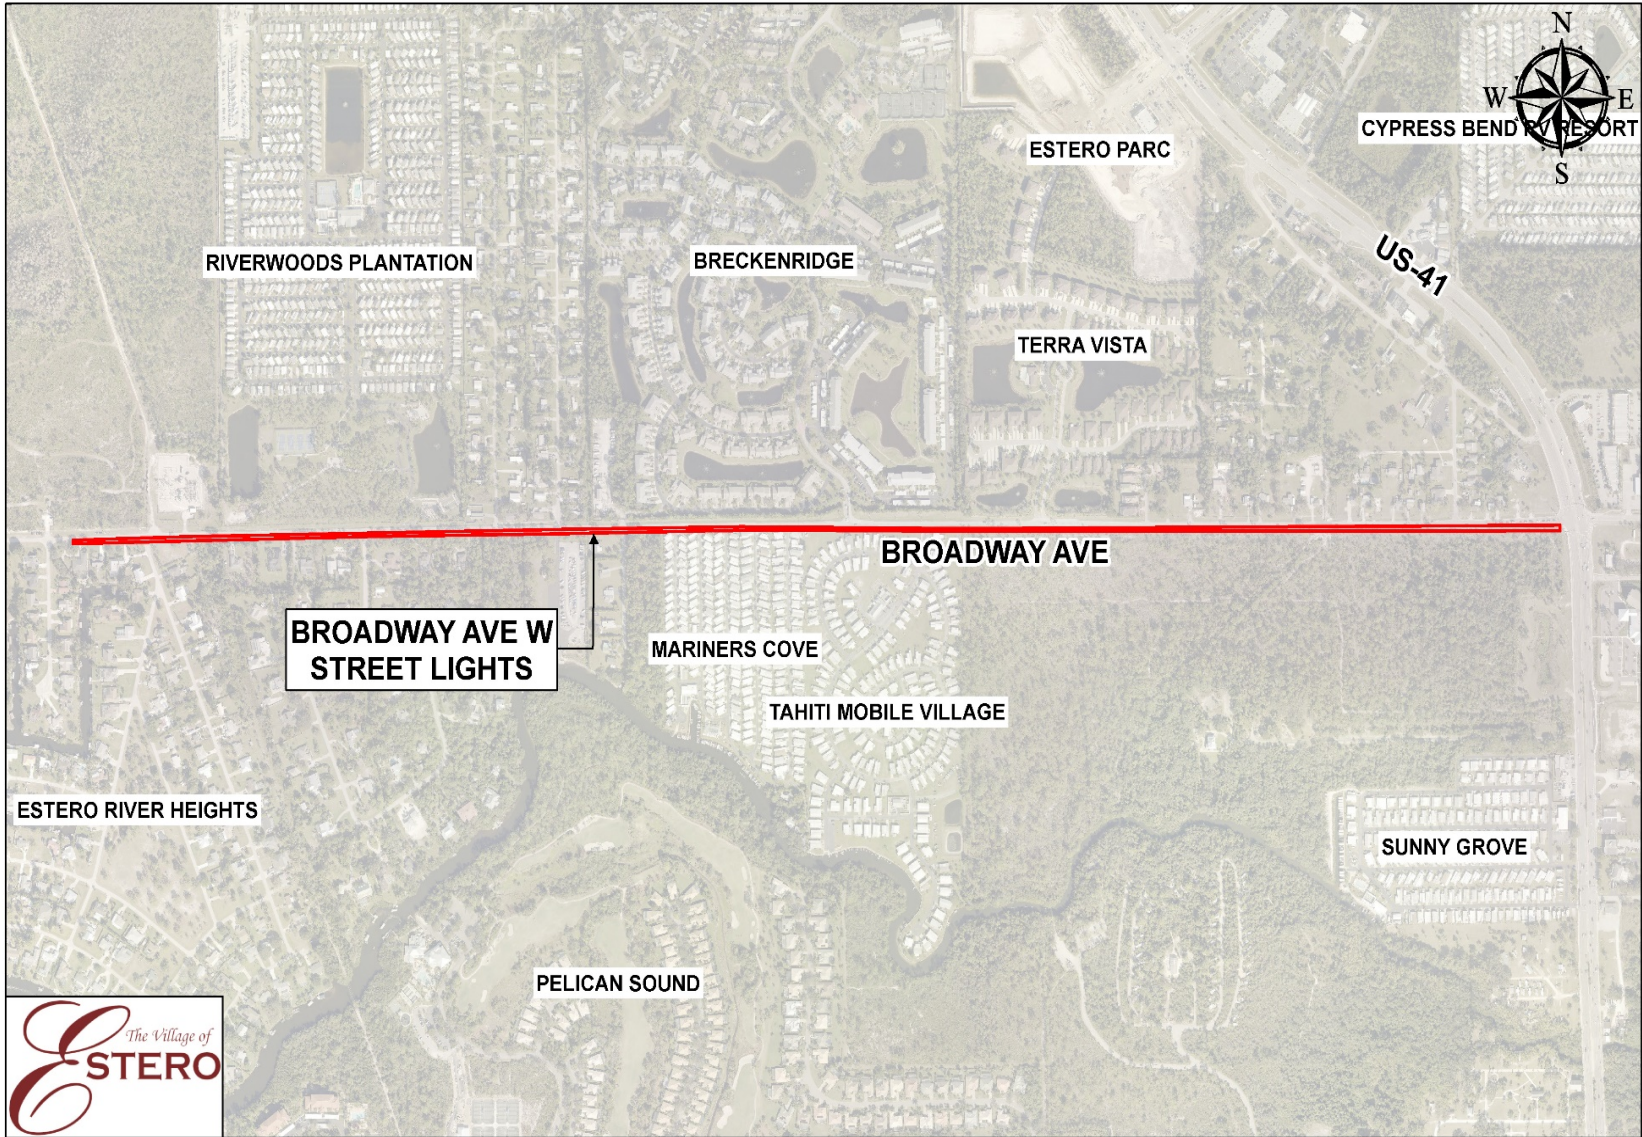 N
W E
CYPRESS BEND RV RESORT
S
ESTERO PARC
RIVERWOODS PLANTATION
BRECKENRIDGE
US-41
TERRA VISTA
BROADWAY AVE
BROADWAY AVE W
STREET LIGHTS
MARINERS COVE
TAHITI MOBILE VILLAGE
ESTERO RIVER HEIGHTS
SUNNY GROVE
PELICAN SOUND
The Village of
ESTERO